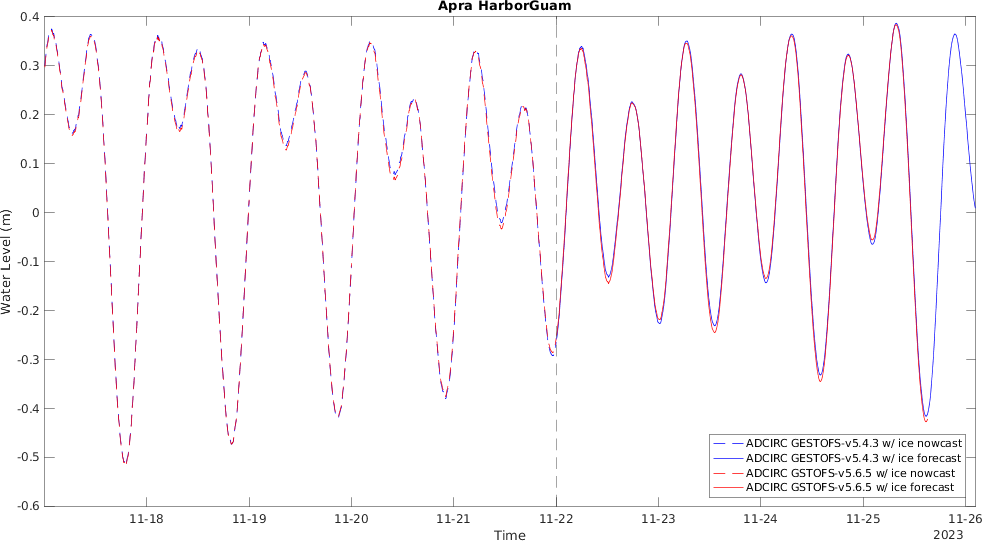 Apra HarborGuam
0.4
0.3
0.2
0.1
0
-0.1
-0.2
-0.3
-0.4
-0.5
-0.6
Water Level (m)
ADCIRC GESTOFS-v5.4.3 w/ ice nowcast
ADCIRC GESTOFS-v5.4.3 w/ ice forecast
ADCIRC GSTOFS-v5.6.5 w/ ice nowcast
ADCIRC GSTOFS-v5.6.5 w/ ice forecast
11-18 11-19 11-20 11-21 11-22 11-23 11-24 11-25 11-26
Time
2023